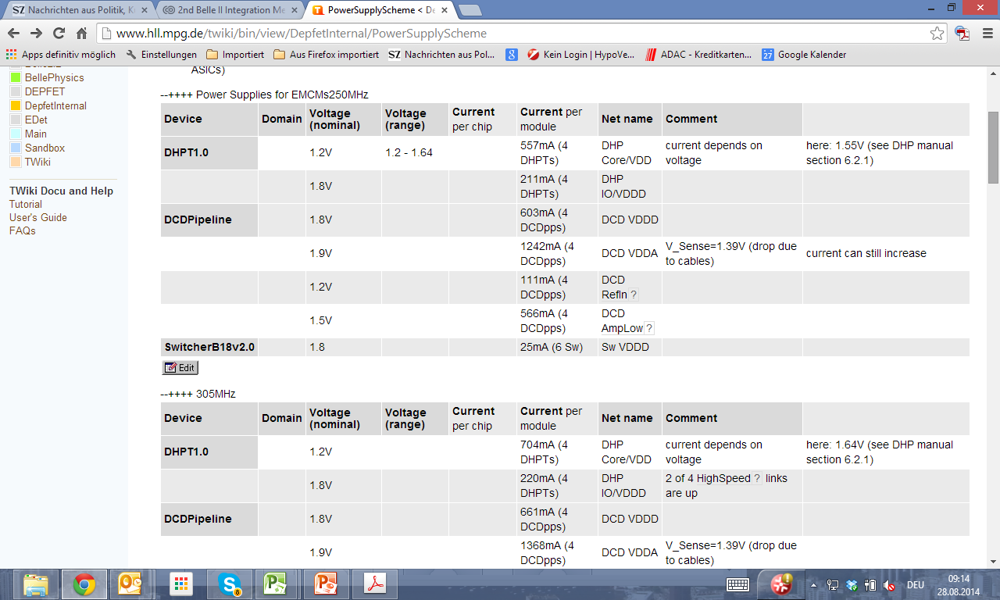 Nachrichten aus Politik, K
2nd Belle II Integration Me
PowerSupplyScheme < De
www.hll.mpg.de/twiki/bin/view/DepfetInternal/PowerSupplyScheme
Apps definitiv möglich
Einstellungen
Importiert
Aus Firefox importiert
SZ Nachrichten aus Pol...
Kein Login | HypoVe...
ADAC - Kreditkarten...
27 Google Kalender
BellePhysics
DEPFET
DepfetInternal
EDet
Main
Sandbox
TWiki
TWiki Docu and Help
Tutorial
User's Guide
FAQs
ASICs)
--++++ Power Supplies for EMCMs250MHz
Device Domain Voltage (nominal) Voltage (range) Current per chip Current per module Net name Comment
DHPT1.0 1.2V 1.2 - 1.64 557mA (4 DHPTs) DHP Core/VDD current depends on voltage here: 1.55V (see DHP manual section 6.2.1)
1.8V 211mA (4 DHPTs) DHP IO/VDDD
DCDPipeline 1.8V 603mA (4 DCDpps) DCD VDDD
1.9V 1242mA (4 DCDpps) DCD VDDA V_Sense=1.39V (drop due to cables) current can still increase
1.2V 111mA (4 DCDpps) DCD RefIn ?
1.5V 566mA (4 DCDpps) DCD AmpLow ?
SwitcherB18v2.0 1.8 25mA (6 Sw) Sw VDDD
Edit
--++++ 305MHz
Device Domain Voltage (nominal) Voltage (range) Current per chip Current per module Net name Comment
DHPT1.0 1.2V 704mA (4 DHPTs) DHP Core/VDD current depends on voltage here: 1.64V (see DHP manual section 6.2.1)
1.8V 220mA (4 DHPTs) DHP IO/VDDD 2 of 4 HighSpeed ? links are up
DCDPipeline 1.8V 661mA (4 DCDpps) DCD VDDD
1.9V 1368mA (4 DCDpps) DCD VDDA V_Sense=1.39V (drop due to cables)
DEU
09:14
28.08.2014